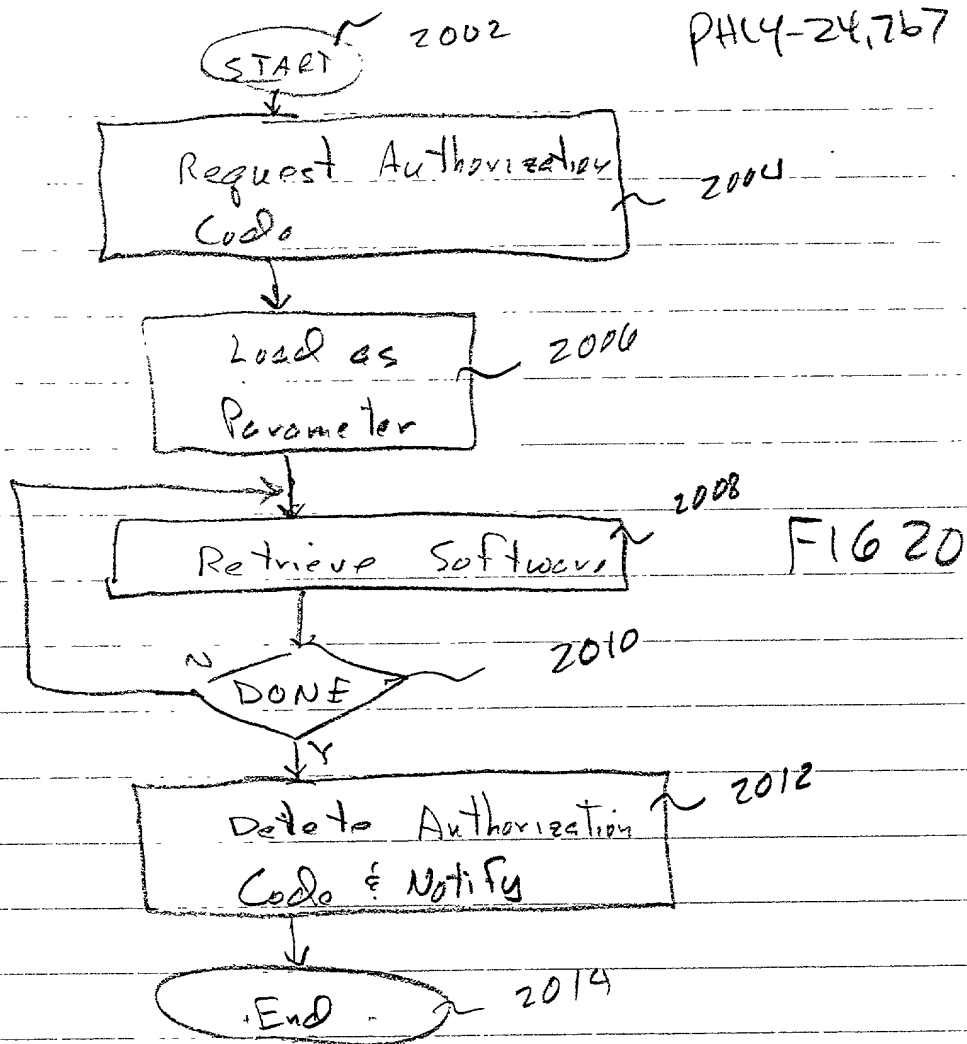 2002
PHLY-24,767
START
Request Authorization
2004
Code
Load as
2006
Parameter
2008
Retrieve Software
FIG 20
2010
N
DONE
Y
2012
Delete Authorization
Code & Notify
2014
End